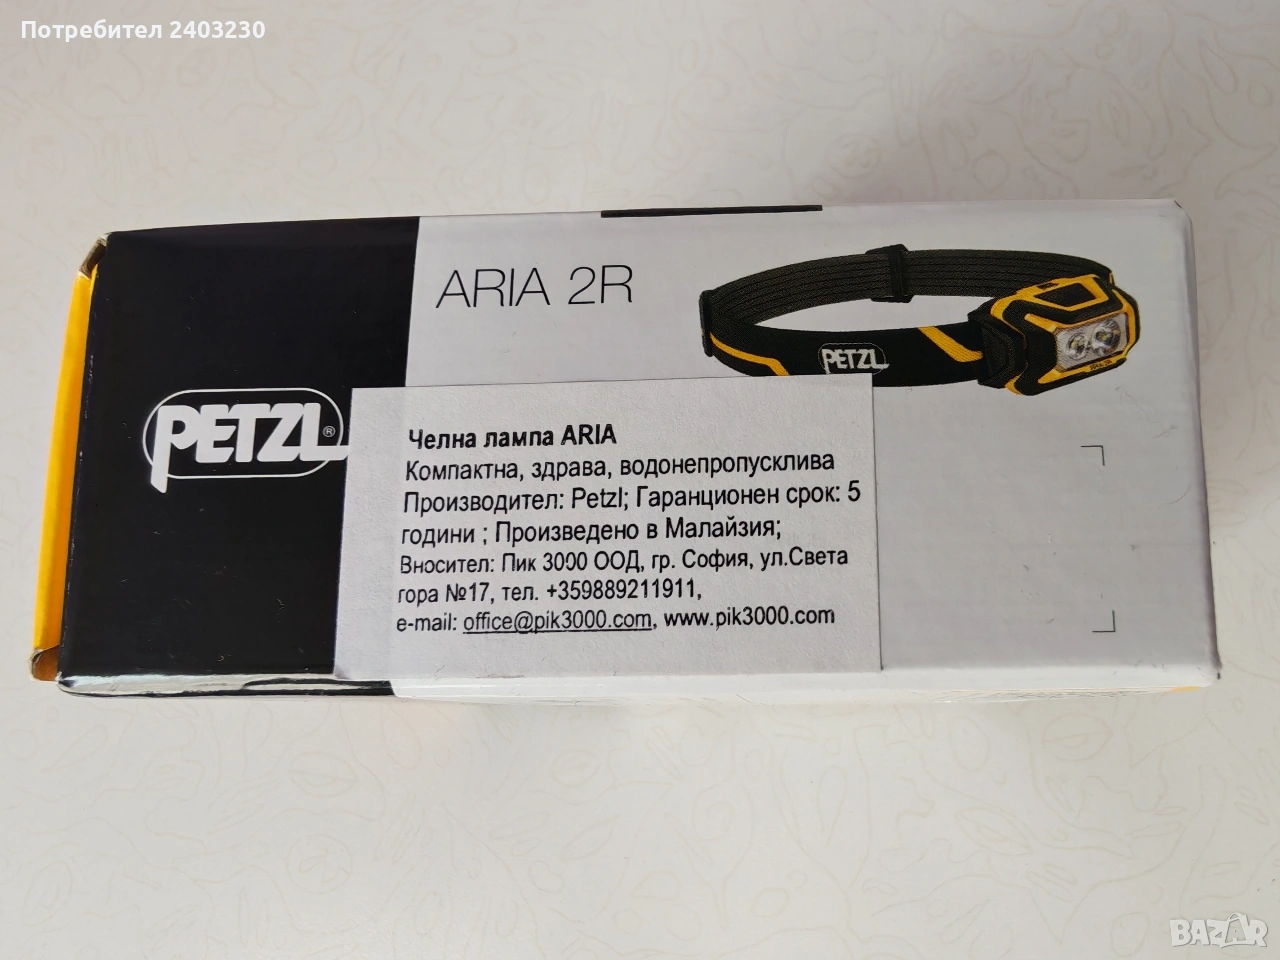 Потребител 2403230
ARIA 2R
PETZL
PETZL®
Челна лампа ARIA
Компактна, здрава, водонепропусклива
Производител: Petzl; Гаранционен срок: 5
години ; Произведено в Малайзия;
Вносител: Пик 3000 ООД, гр. София, ул.Света
гора №17, тел. +359889211911,
e-mail: office@pik3000.com, www.pik3000.com
BAZAR